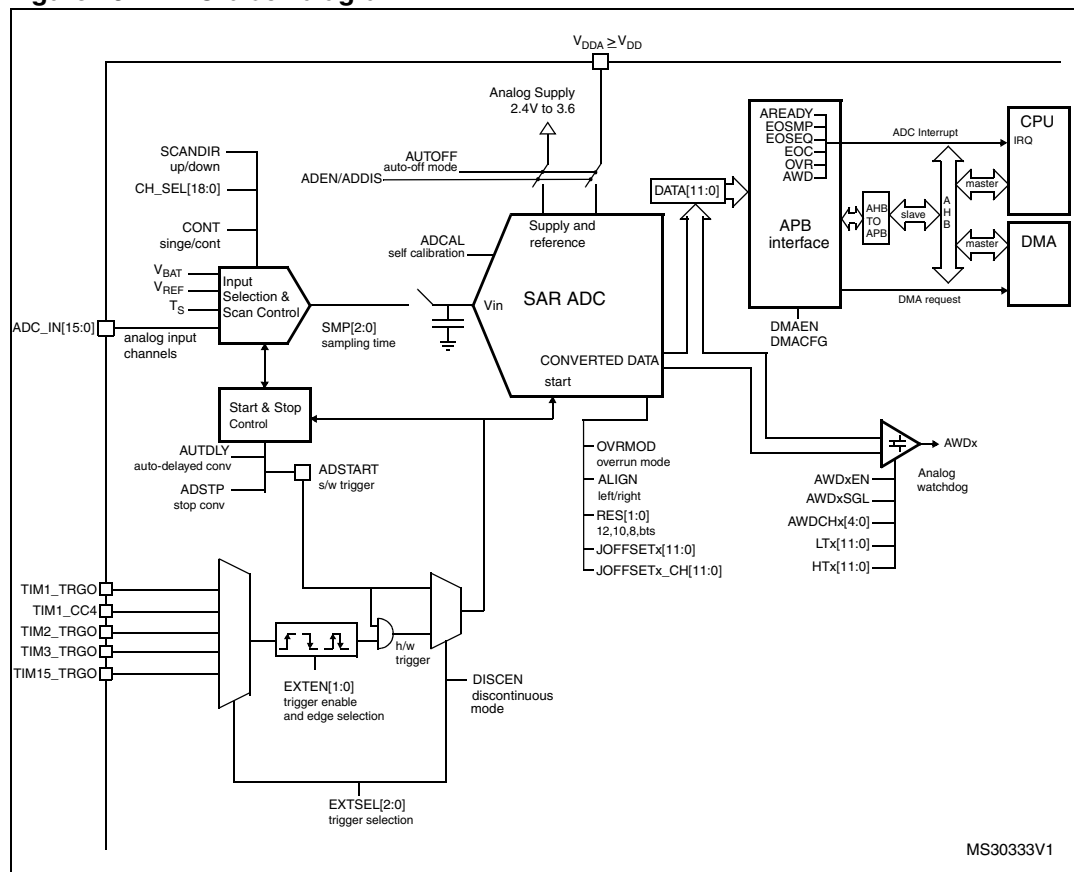 V_DDA ≥ V_DD
Analog Supply
2.4V to 3.6
AUTOFF
auto-off mode
ADEN/ADDIS
SCANDIR
up/down
CH_SEL[18:0]
CONT
singe/cont
V_BAT
V_REF
T_S
ADC_IN[15:0]
analog input
channels
Input
Selection &
Scan Control
SMP[2:0]
sampling time
ADCAL
self calibration
Supply and
reference
SAR ADC
Vin
CONVERTED DATA
start
DATA[11:0]
AREADY
EOSMP
EOSEQ
EOC
OVR
AWD
APB
interface
DMAEN
DMACFG
ADC Interrupt
AHB
TO
APB
slave
A
H
B
master
master
CPU
IRQ
DMA
DMA request
Start & Stop
Control
AUTDLY
auto-delayed conv
ADSTP
stop conv
ADSTART
s/w trigger
OVRMOD
overrun mode
ALIGN
left/right
RES[1:0]
12,10,8,bts
JOFFSETx[11:0]
JOFFSETx_CH[11:0]
AWDx
Analog
watchdog
AWDxEN
AWDxSGL
AWDCHx[4:0]
LTx[11:0]
HTx[11:0]
TIM1_TRGO
TIM1_CC4
TIM2_TRGO
TIM3_TRGO
TIM15_TRGO
h/w
trigger
EXTEN[1:0]
trigger enable
and edge selection
DISCEN
discontinuous
mode
EXTSEL[2:0]
trigger selection
MS30333V1